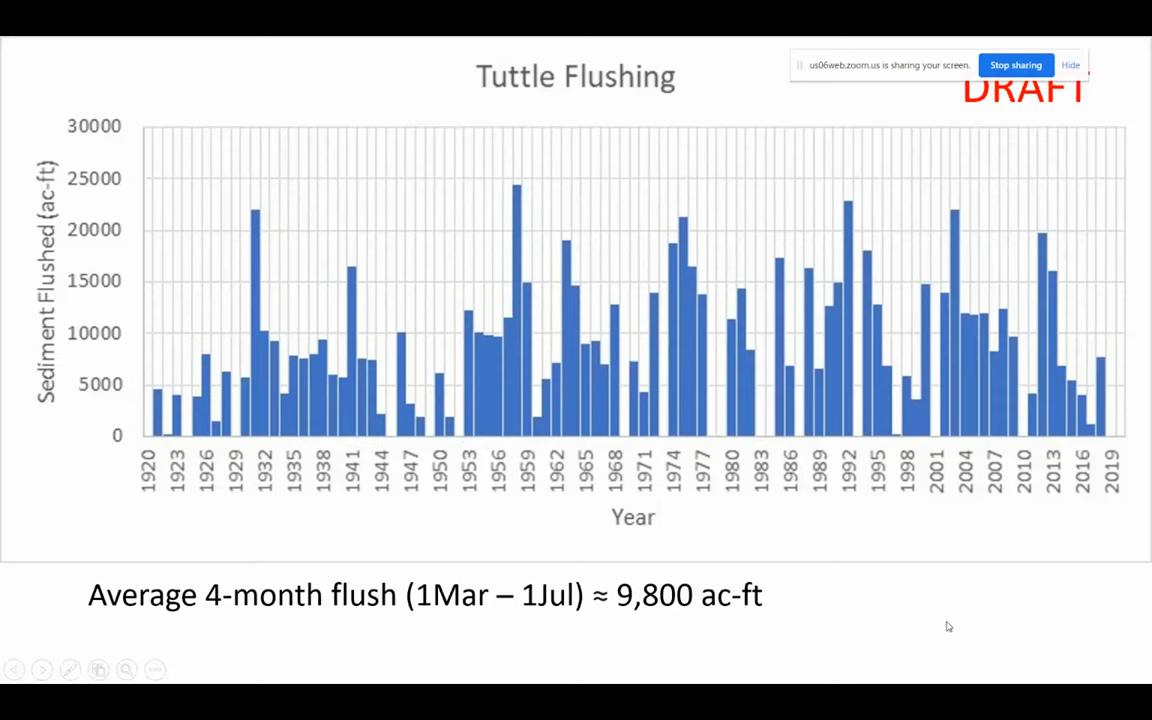 us06web.zoom.us is sharing your screen. Stop sharing Hide
Tuttle Flushing
DRAFT
Sediment Flushed (ac-ft)
30000
25000
20000
15000
10000
5000
0
1920 1923 1926 1929 1932 1935 1938 1941 1944 1947 1950 1953 1956 1959 1962 1965 1968 1971 1974 1977 1980 1983 1986 1989 1992 1995 1998 2001 2004 2007 2010 2013 2016 2019
Year
Average 4-month flush (1Mar – 1Jul) ≈ 9,800 ac-ft